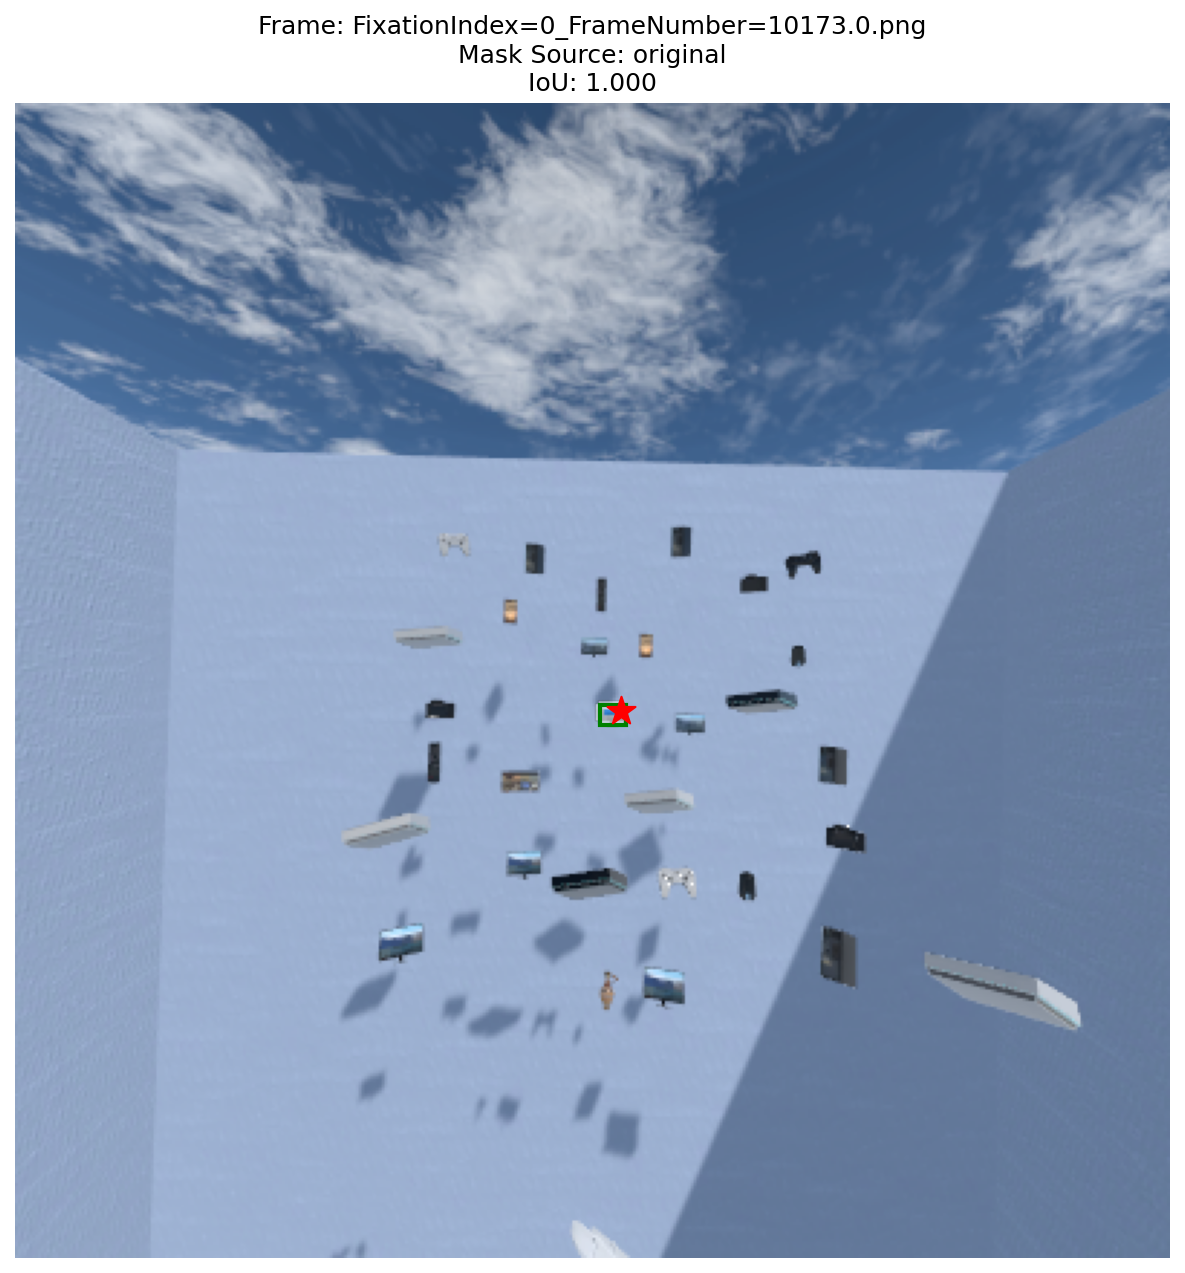 Frame: FixationIndex=0_FrameNumber=10173.0.png
Mask Source: original
IoU: 1.000